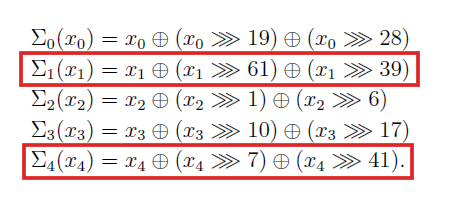 Σ₀(x₀) = x₀ ⊕ (x₀ ⋙ 19) ⊕ (x₀ ⋙ 28)
Σ₁(x₁) = x₁ ⊕ (x₁ ⋙ 61) ⊕ (x₁ ⋙ 39)
Σ₂(x₂) = x₂ ⊕ (x₂ ⋙ 1) ⊕ (x₂ ⋙ 6)
Σ₃(x₃) = x₃ ⊕ (x₃ ⋙ 10) ⊕ (x₃ ⋙ 17)
Σ₄(x₄) = x₄ ⊕ (x₄ ⋙ 7) ⊕ (x₄ ⋙ 41).